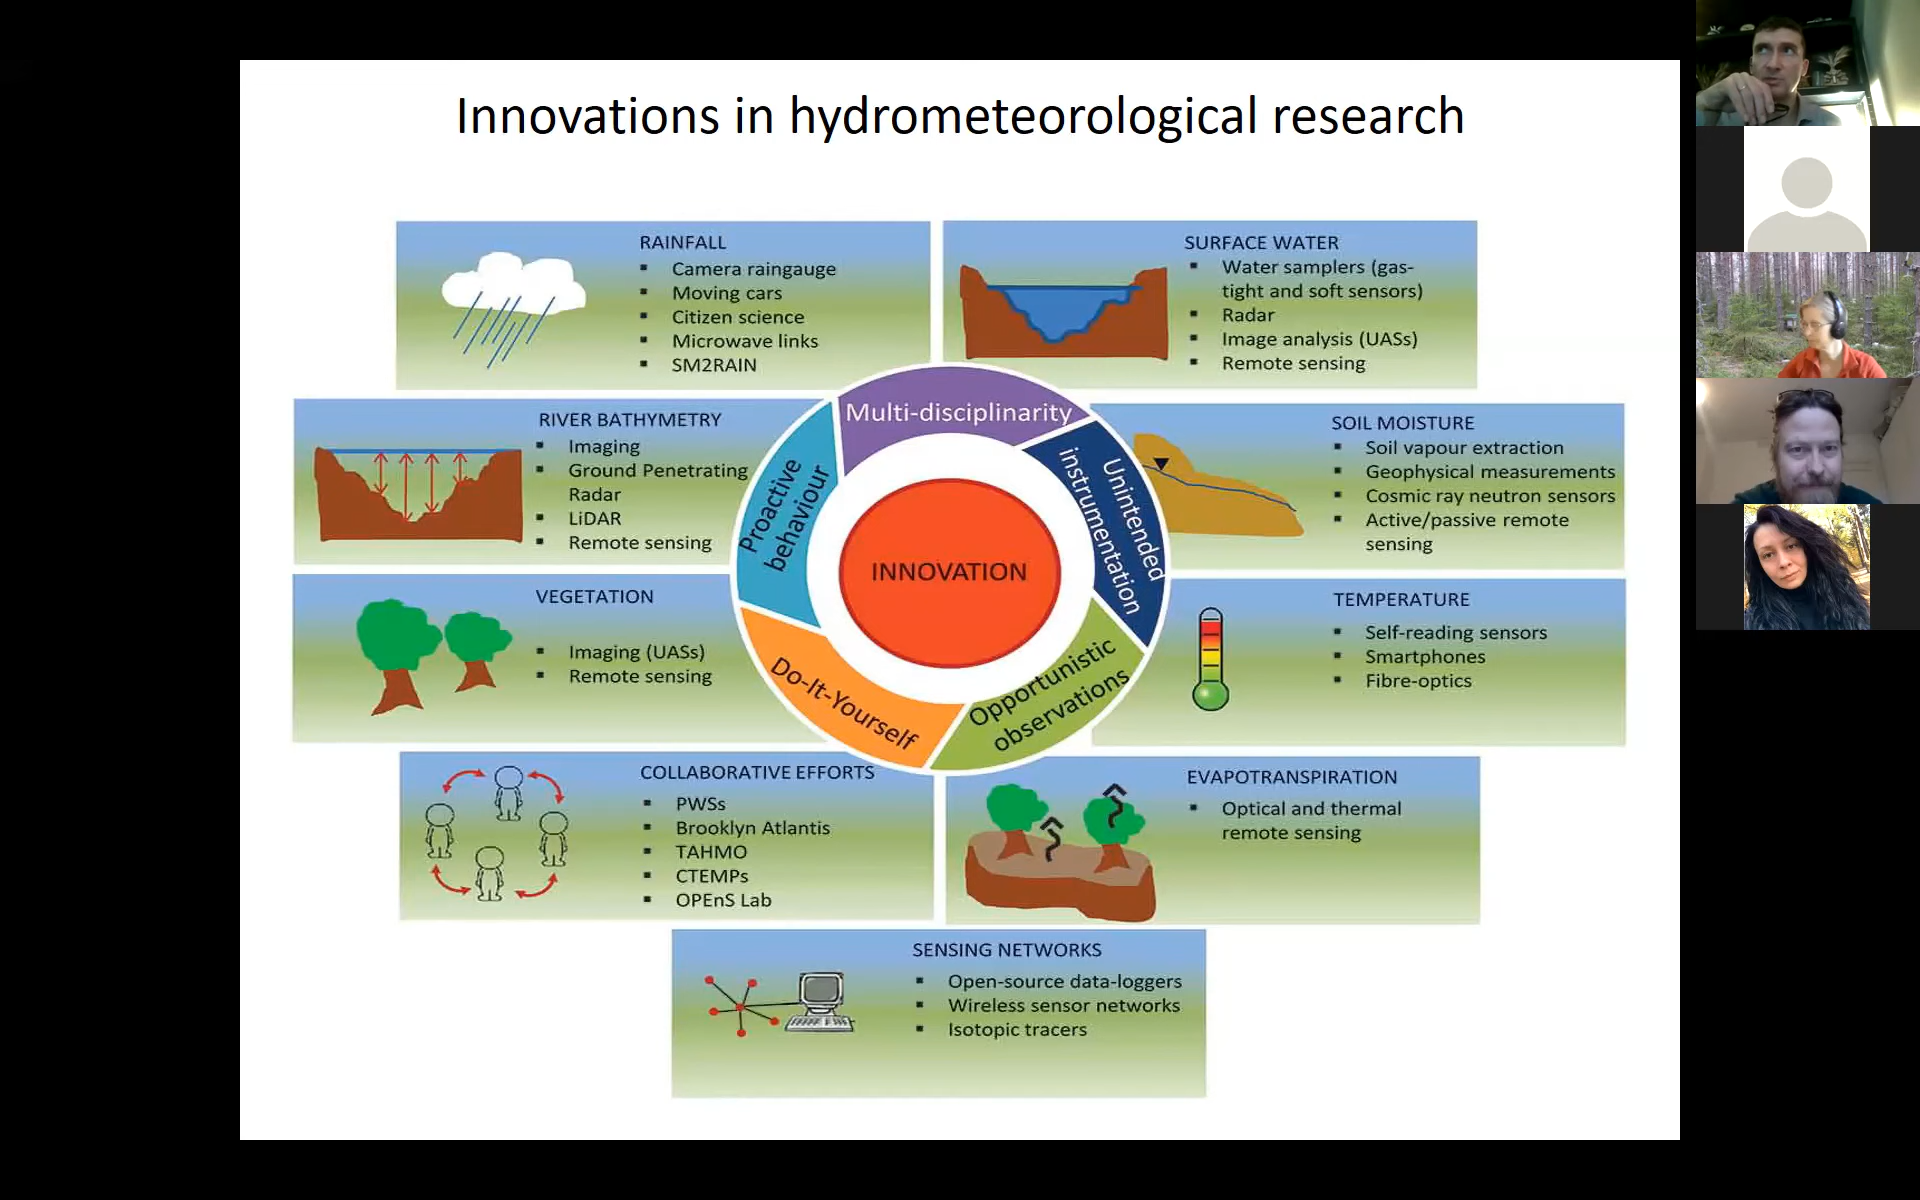 Innovations in hydrometeorological research
RAINFALL
Camera raingauge
Moving cars
Citizen science
Microwave links
SM2RAIN
SURFACE WATER
Water samplers (gas-
tight and soft sensors)
Radar
Image analysis (UASs)
Remote sensing
RIVER BATHYMETRY
Imaging
Ground Penetrating
Radar
LiDAR
Remote sensing
Multi-disciplinarity
Proactive
behaviour
Unintended
instrumentation
INNOVATION
Do-It-Yourself
Opportunistic
observations
SOIL MOISTURE
Soil vapour extraction
Geophysical measurements
Cosmic ray neutron sensors
Active/passive remote
sensing
VEGETATION
Imaging (UASs)
Remote sensing
TEMPERATURE
Self-reading sensors
Smartphones
Fibre-optics
COLLABORATIVE EFFORTS
PWSs
Brooklyn Atlantis
TAHMO
CTEMPs
OPEnS Lab
EVAPOTRANSPIRATION
Optical and thermal
remote sensing
SENSING NETWORKS
Open-source data-loggers
Wireless sensor networks
Isotopic tracers